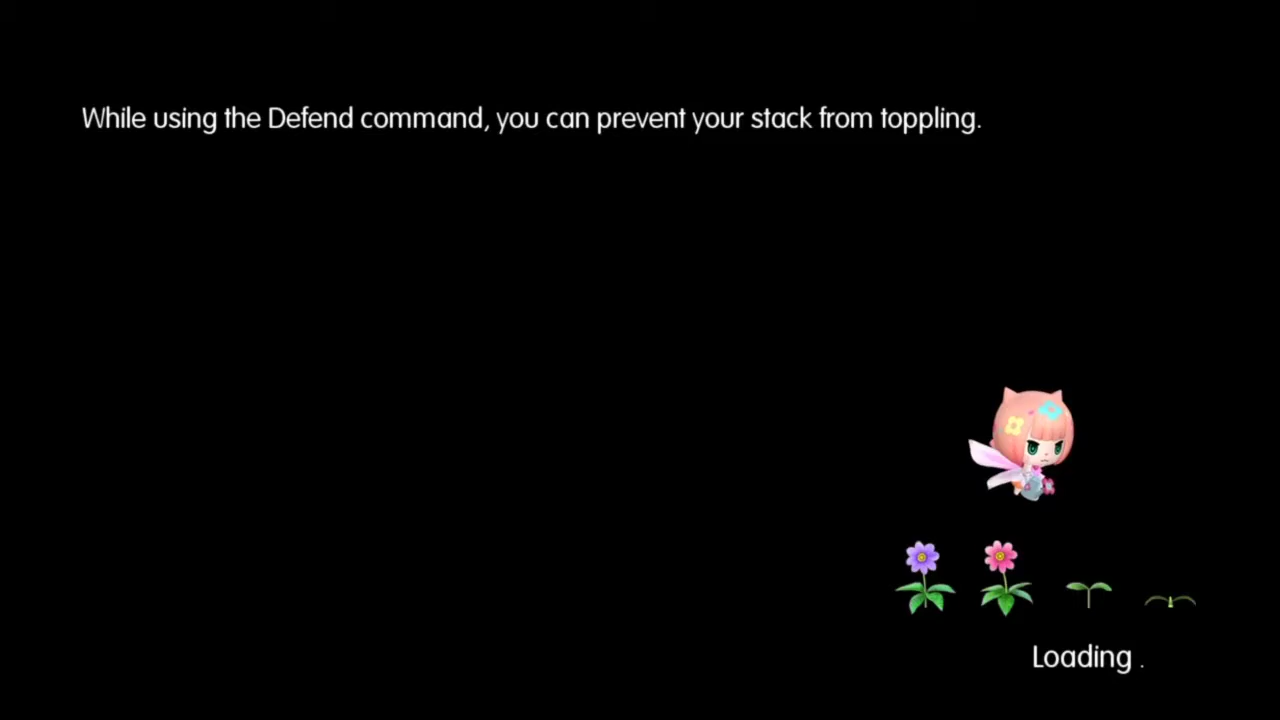 While using the Defend command, you can prevent your stack from toppling.
Loading .